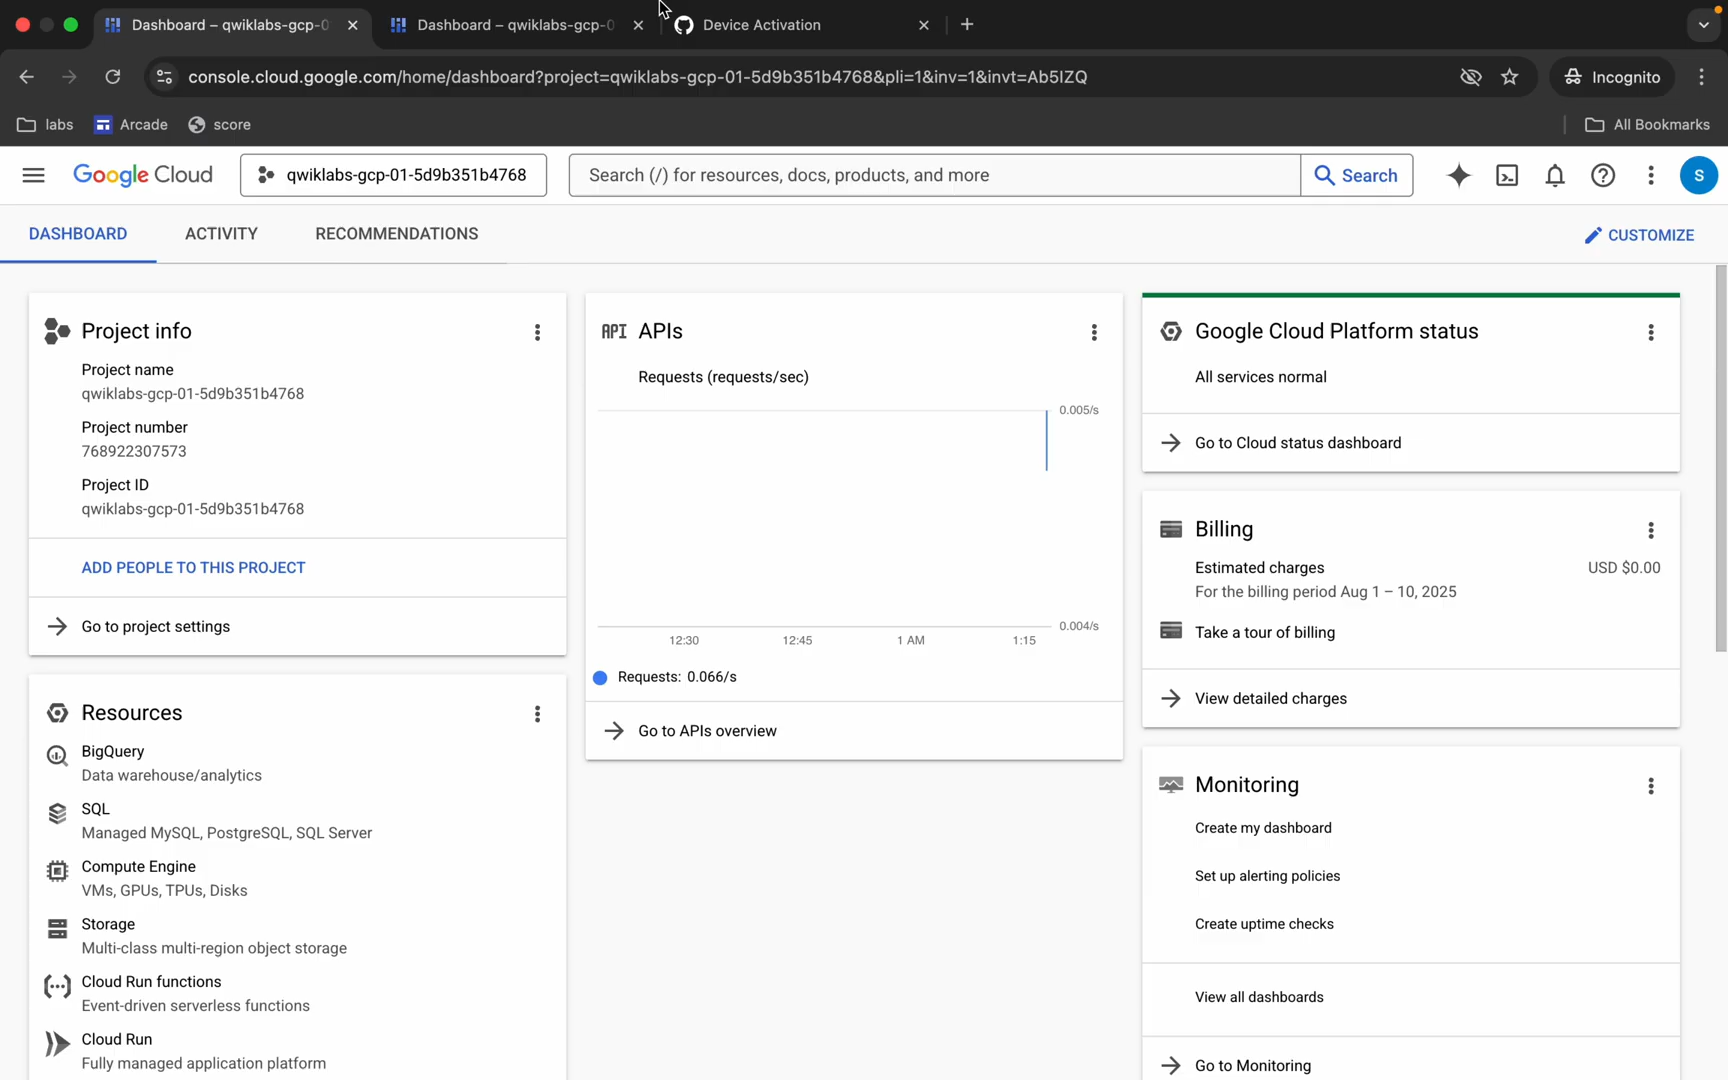 Dashboard – qwiklabs-gcp-0
Dashboard – qwiklabs-gcp-0
Device Activation
console.cloud.google.com/home/dashboard?project=qwiklabs-gcp-01-5d9b351b4768&pli=1&inv=1&invt=Ab5IZQ
Incognito
labs
Arcade
score
All Bookmarks
Google Cloud
qwiklabs-gcp-01-5d9b351b4768
Search (/) for resources, docs, products, and more
Search
S
DASHBOARD
ACTIVITY
RECOMMENDATIONS
CUSTOMIZE
Project info
Project name
qwiklabs-gcp-01-5d9b351b4768
Project number
768922307573
Project ID
qwiklabs-gcp-01-5d9b351b4768
ADD PEOPLE TO THIS PROJECT
Go to project settings
Resources
BigQuery
Data warehouse/analytics
SQL
Managed MySQL, PostgreSQL, SQL Server
Compute Engine
VMs, GPUs, TPUs, Disks
Storage
Multi-class multi-region object storage
Cloud Run functions
Event-driven serverless functions
Cloud Run
Fully managed application platform
API APIs
Requests (requests/sec)
0.005/s
0.004/s
12:30
12:45
1 AM
1:15
Requests: 0.066/s
Go to APIs overview
Google Cloud Platform status
All services normal
Go to Cloud status dashboard
Billing
Estimated charges
USD $0.00
For the billing period Aug 1 – 10, 2025
Take a tour of billing
View detailed charges
Monitoring
Create my dashboard
Set up alerting policies
Create uptime checks
View all dashboards
Go to Monitoring